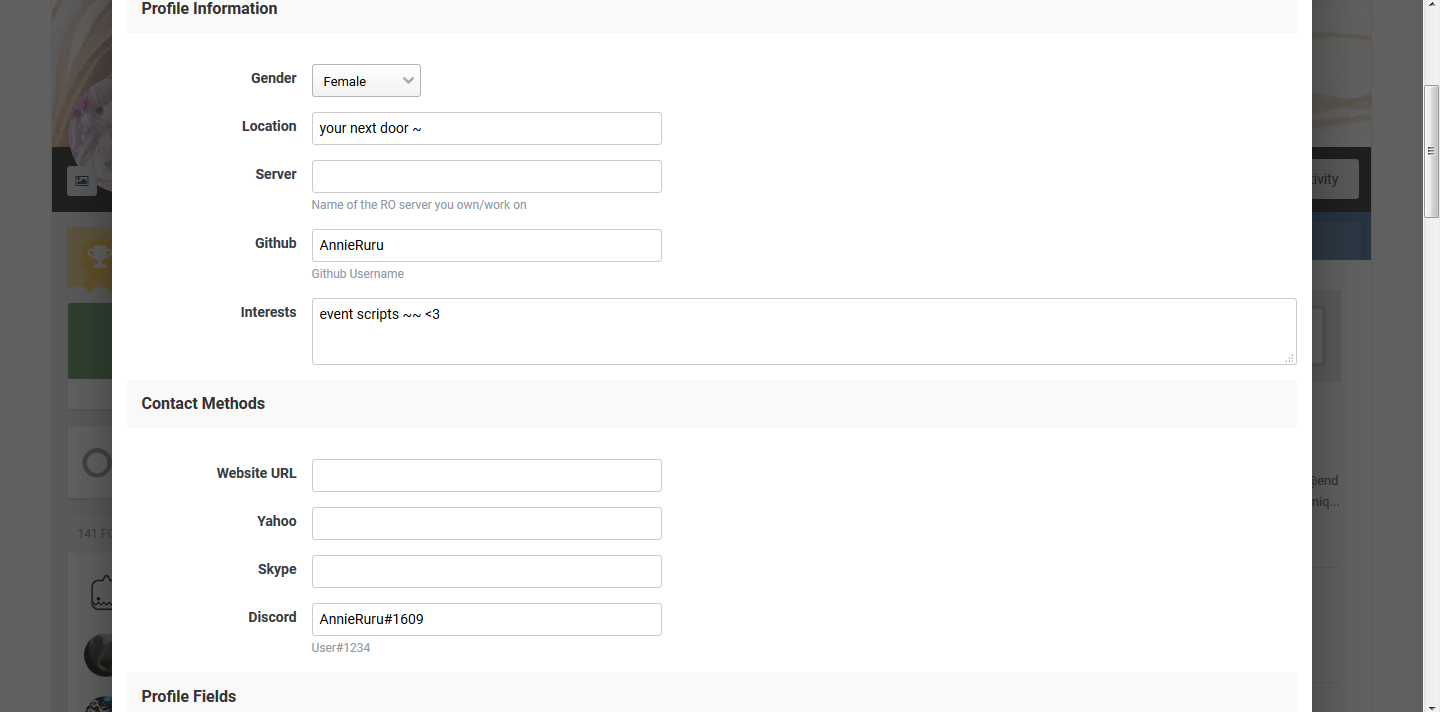 Profile Information
Gender
Female
Location
your next door ~
Server
Name of the RO server you own/work on
Github
AnnieRuru
Github Username
Interests
event scripts ~~ <3
Contact Methods
Website URL
Yahoo
Skype
Discord
AnnieRuru#1609
User#1234
Profile Fields
141 FO
tivity
end
niq...